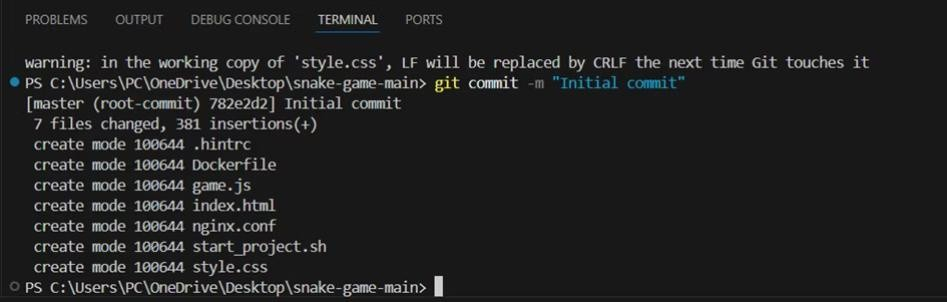 PROBLEMS OUTPUT DEBUG CONSOLE TERMINAL PORTS
warning: in the working copy of 'style.css', LF will be replaced by CRLF the next time Git touches it
PS C:\Users\PC\OneDrive\Desktop\snake-game-main> git commit -m "Initial commit"
[master (root-commit) 782e2d2] Initial commit
7 files changed, 381 insertions(+)
create mode 100644 .hintrc
create mode 100644 Dockerfile
create mode 100644 game.js
create mode 100644 index.html
create mode 100644 nginx.conf
create mode 100644 start_project.sh
create mode 100644 style.css
PS C:\Users\PC\OneDrive\Desktop\snake-game-main>